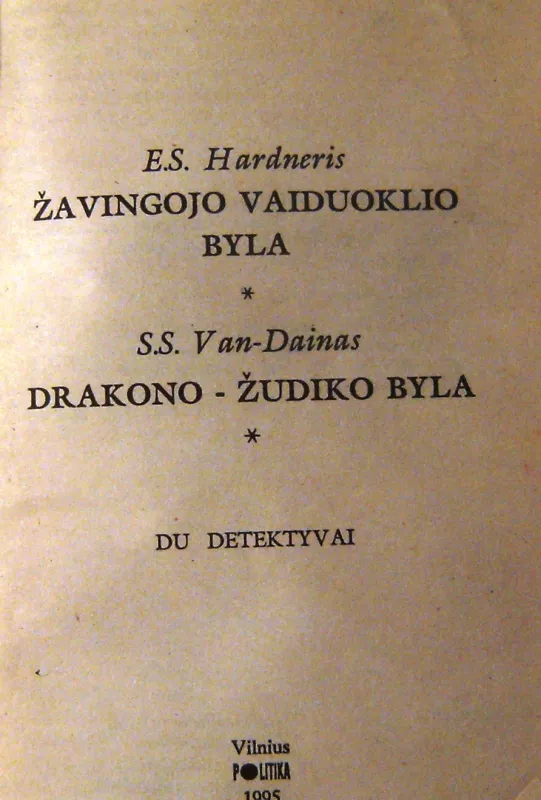 E.S. Hardneris
ŽAVINGOJO VAIDUOKLIO
BYLA
*
S.S. Van-Dainas
DRAKONO - ŽUDIKO BYLA
*
DU DETEKTYVAI
Vilnius
POLITIKA
1995